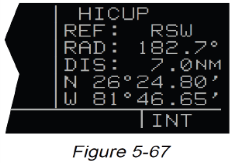 HICUP
REF: RSW
RAD: 182.7°
DIS: 7.0NM
N 26°24.80'
W 81°46.65'
INT
Figure 5-67